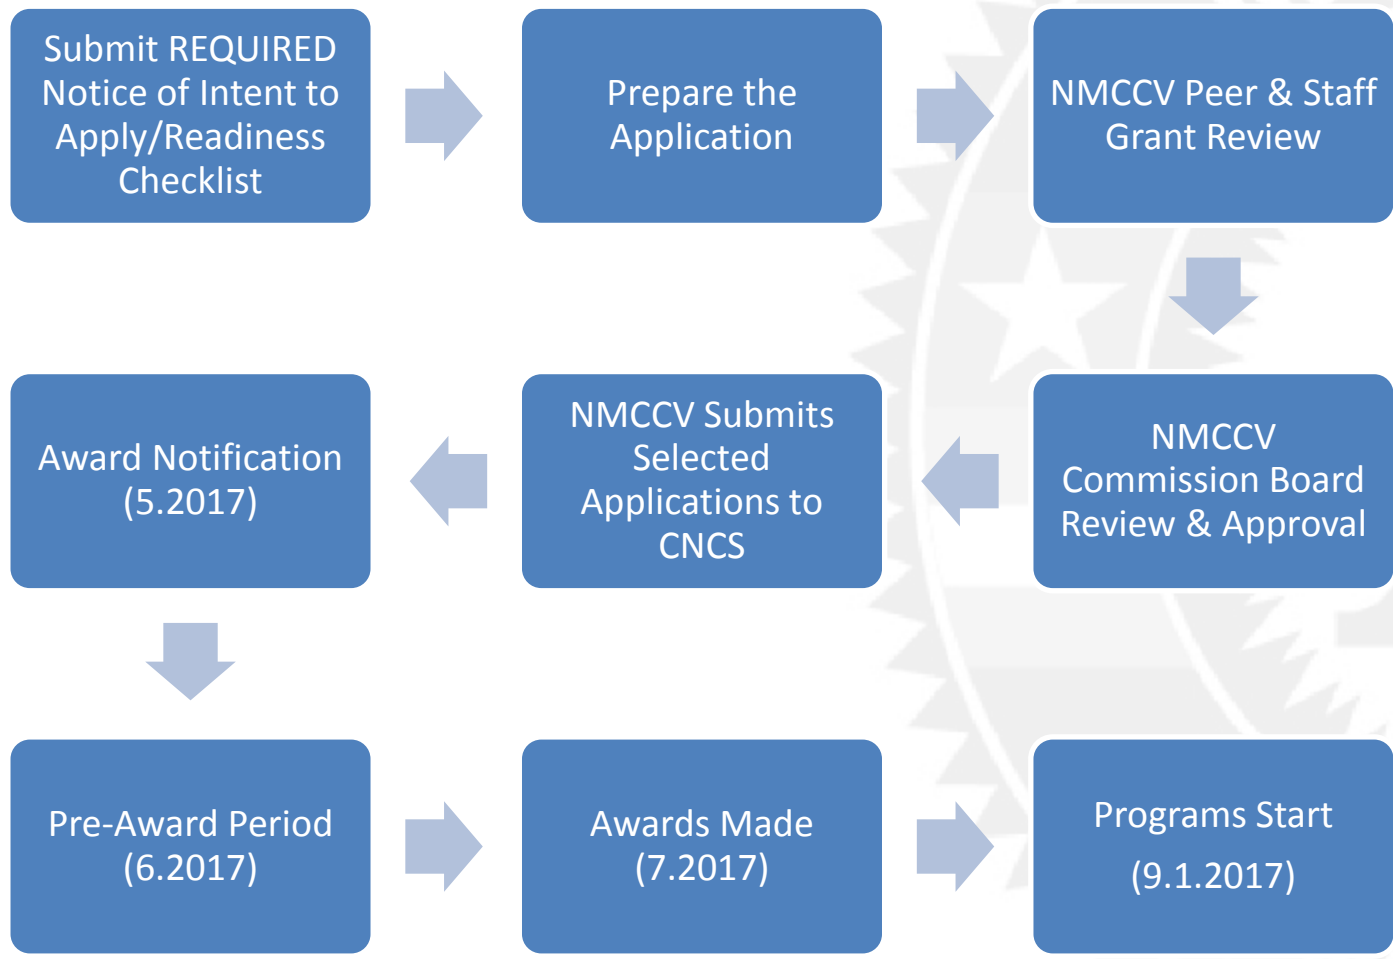 Submit REQUIRED
Notice of Intent to
Apply/Readiness
Checklist
Prepare the
Application
NMCCV Peer & Staff
Grant Review
NMCCV
Commission Board
Review & Approval
NMCCV Submits
Selected
Applications to
CNCS
Award Notification
(5.2017)
Pre-Award Period
(6.2017)
Awards Made
(7.2017)
Programs Start
(9.1.2017)